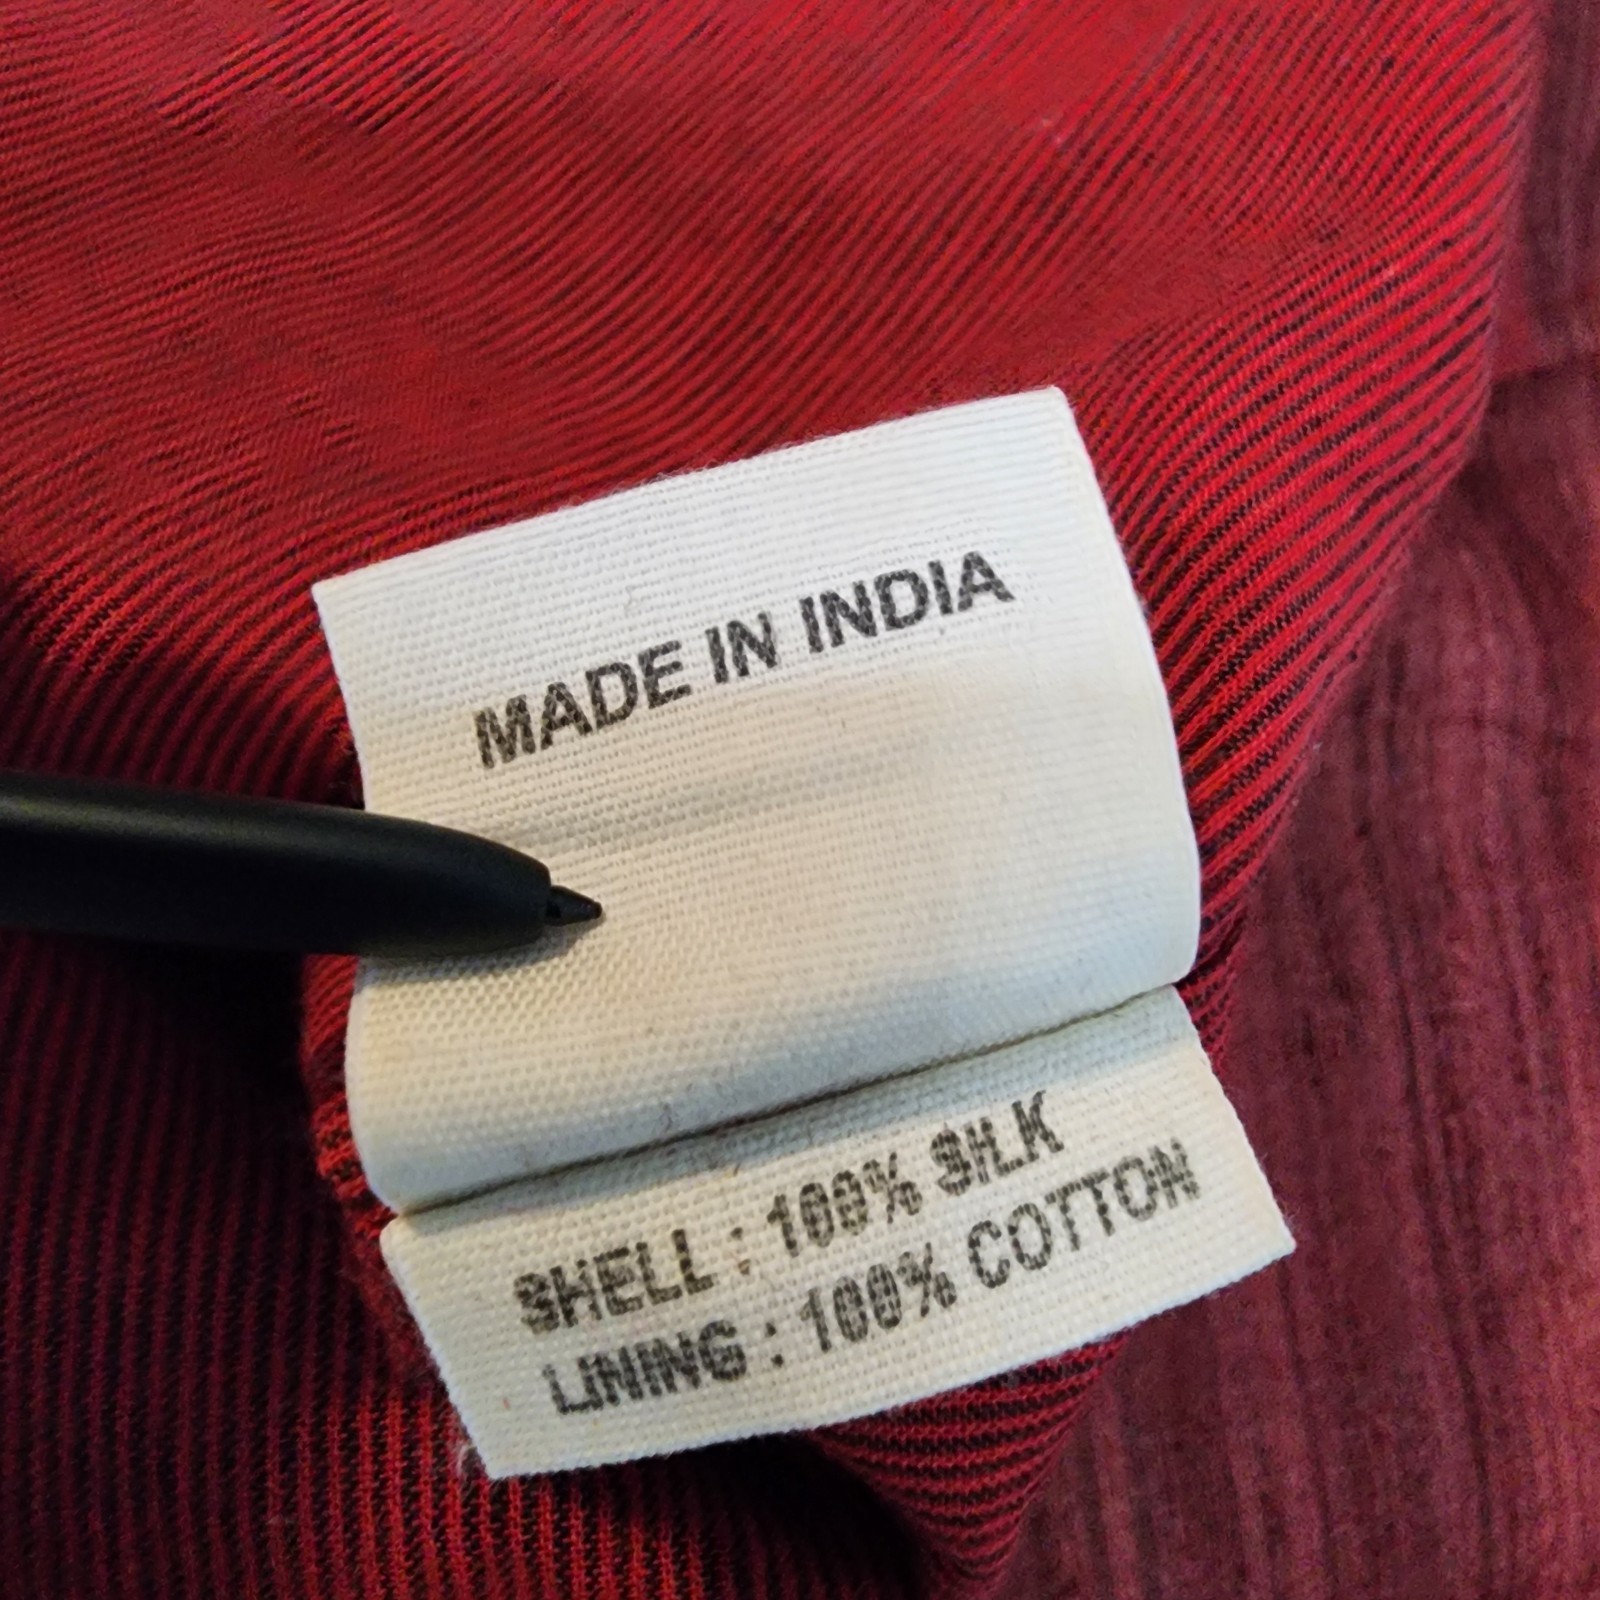 MADE IN INDIA
SHELL : 100% SILK
LINING : 100% COTTON